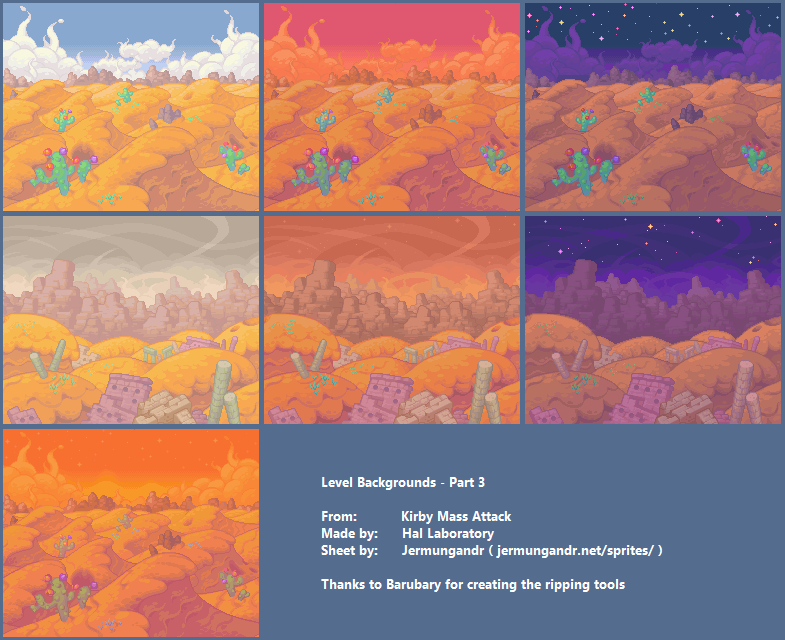 Level Backgrounds - Part 3
From: Kirby Mass Attack
Made by: Hal Laboratory
Sheet by: Jermungandr ( jermungandr.net/sprites/ )
Thanks to Barubary for creating the ripping tools